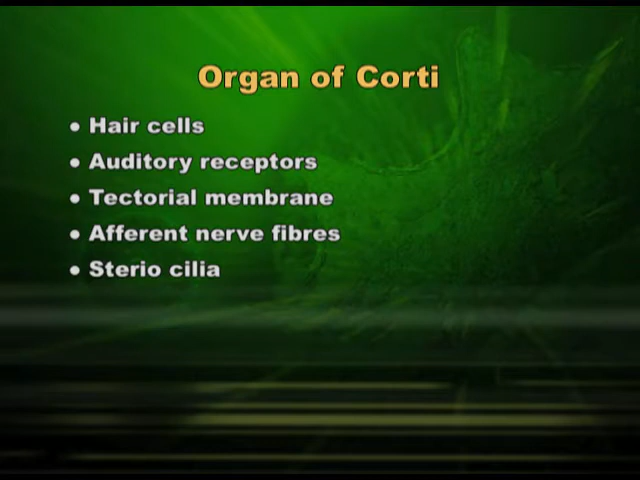 Organ of Corti
• Hair cells
• Auditory receptors
• Tectorial membrane
• Afferent nerve fibres
• Sterio cilia